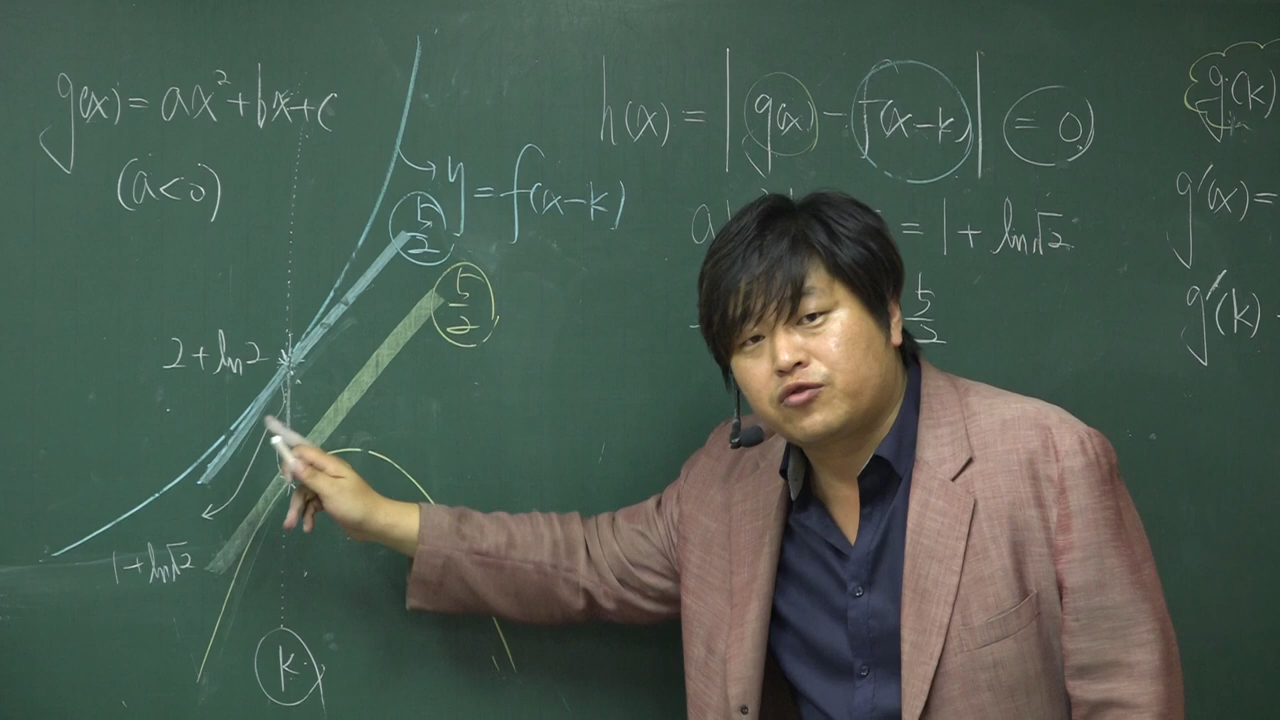 g(x) = ax² + bx + c
(a<0)
y = f(x-k)
5/2
5/2
2+ln2
1+ln√2
k
h(x) = | g(x) - f(x-k) | (= 0)
= 1 + ln√2
5/2
g(k)
g'(x) =
g'(k)